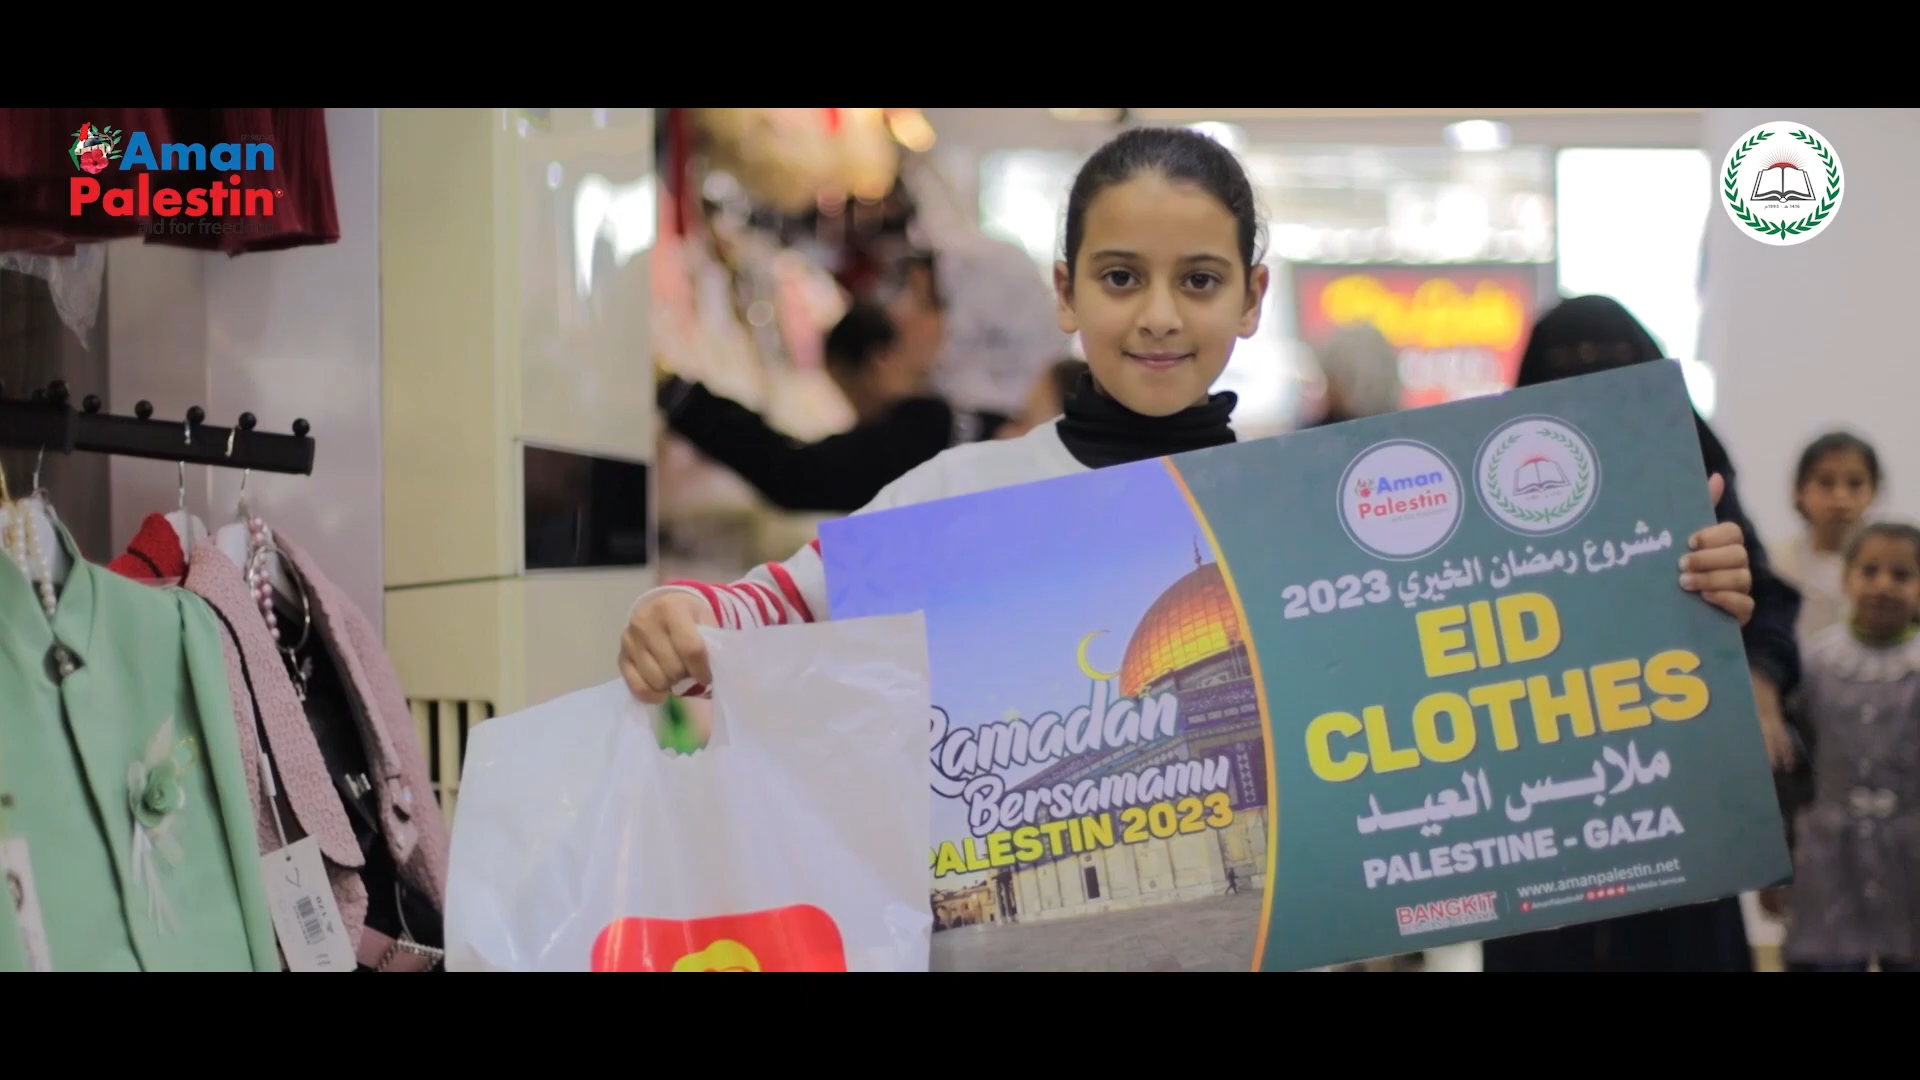 Aman
Palestin
aid for freedom
Aman
Palestin
مشروع رمضان الخيري 2023
EID
CLOTHES
ملابس العيد
PALESTINE - GAZA
www.amanpalestin.net
BANGKIT
Ramadan
Bersamamu
PALESTIN 2023